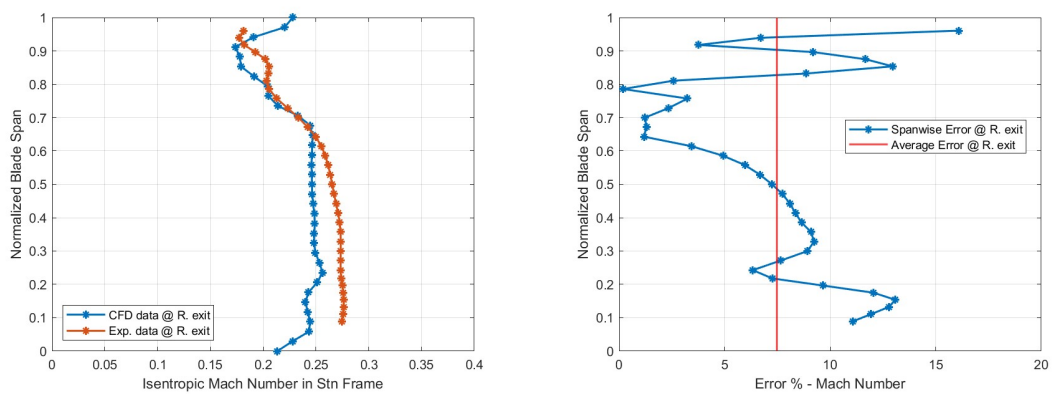 1
0.9
0.8
0.7
0.6
0.5
0.4
0.3
0.2
0.1
0
Normalized Blade Span
CFD data @ R. exit
Exp. data @ R. exit
0 0.05 0.1 0.15 0.2 0.25 0.3 0.35 0.4
Isentropic Mach Number in Stn Frame
1
0.9
0.8
0.7
0.6
0.5
0.4
0.3
0.2
0.1
0
Normalized Blade Span
Spanwise Error @ R. exit
Average Error @ R. exit
0 5 10 15 20
Error % - Mach Number